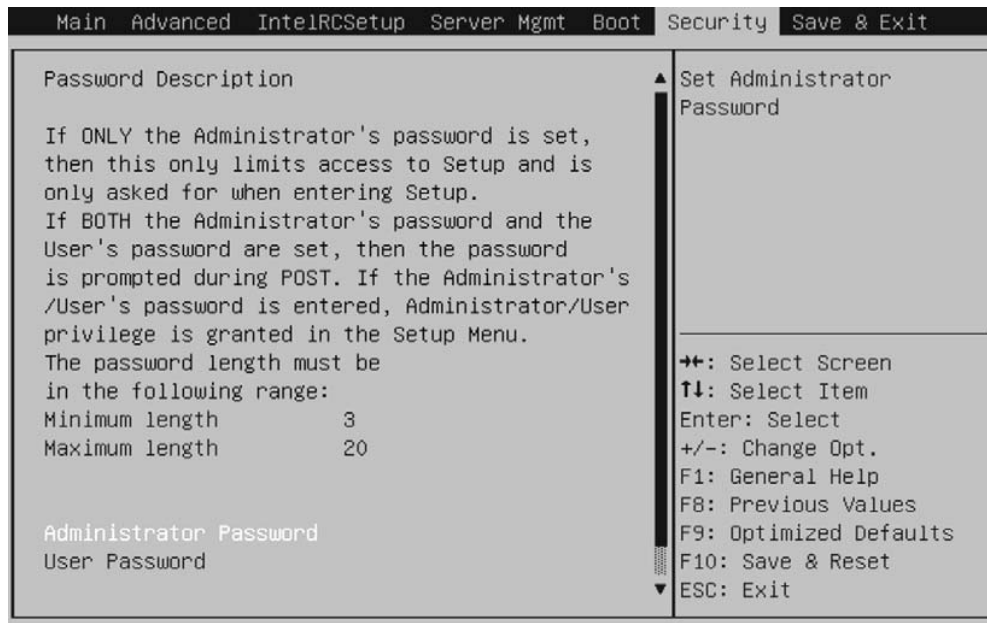 Main Advanced IntelRCSetup Server Mgmt Boot Security Save & Exit
Password Description
If ONLY the Administrator's password is set,
then this only limits access to Setup and is
only asked for when entering Setup.
If BOTH the Administrator's password and the
User's password are set, then the password
is prompted during POST. If the Administrator's
/User's password is entered, Administrator/User
privilege is granted in the Setup Menu.
The password length must be
in the following range:
Minimum length 3
Maximum length 20
Administrator Password
User Password
Set Administrator
Password
→←: Select Screen
↑↓: Select Item
Enter: Select
+/-: Change Opt.
F1: General Help
F8: Previous Values
F9: Optimized Defaults
F10: Save & Reset
ESC: Exit